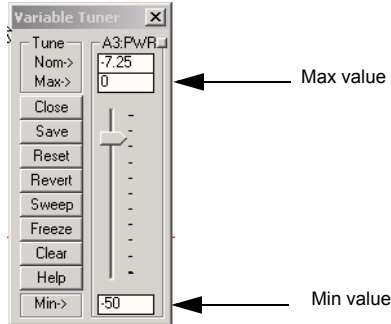 Variable Tuner
Tune A3:PWR
Nom-> -7.25
Max-> 0 Max value
Close
Save
Reset
Revert
Sweep
Freeze
Clear
Help
Min-> -50 Min value